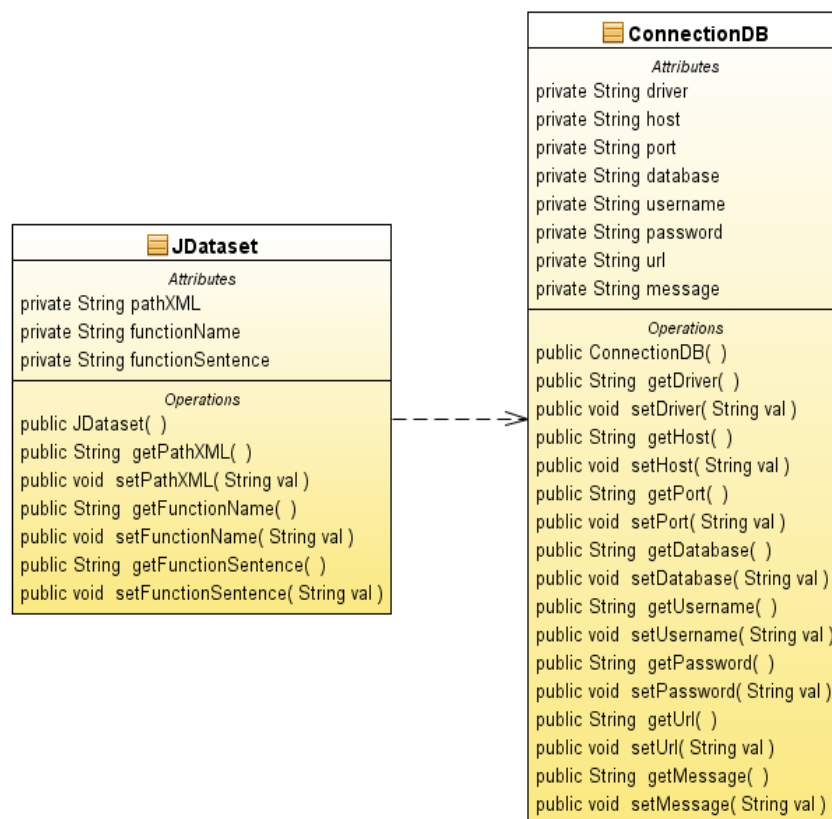 JDataset
Attributes
private String pathXML
private String functionName
private String functionSentence
Operations
public JDataset( )
public String getPathXML( )
public void setPathXML( String val )
public String getFunctionName( )
public void setFunctionName( String val )
public String getFunctionSentence( )
public void setFunctionSentence( String val )
ConnectionDB
Attributes
private String driver
private String host
private String port
private String database
private String username
private String password
private String url
private String message
Operations
public ConnectionDB( )
public String getDriver( )
public void setDriver( String val )
public String getHost( )
public void setHost( String val )
public String getPort( )
public void setPort( String val )
public String getDatabase( )
public void setDatabase( String val )
public String getUsername( )
public void setUsername( String val )
public String getPassword( )
public void setPassword( String val )
public String getUrl( )
public void setUrl( String val )
public String getMessage( )
public void setMessage( String val )